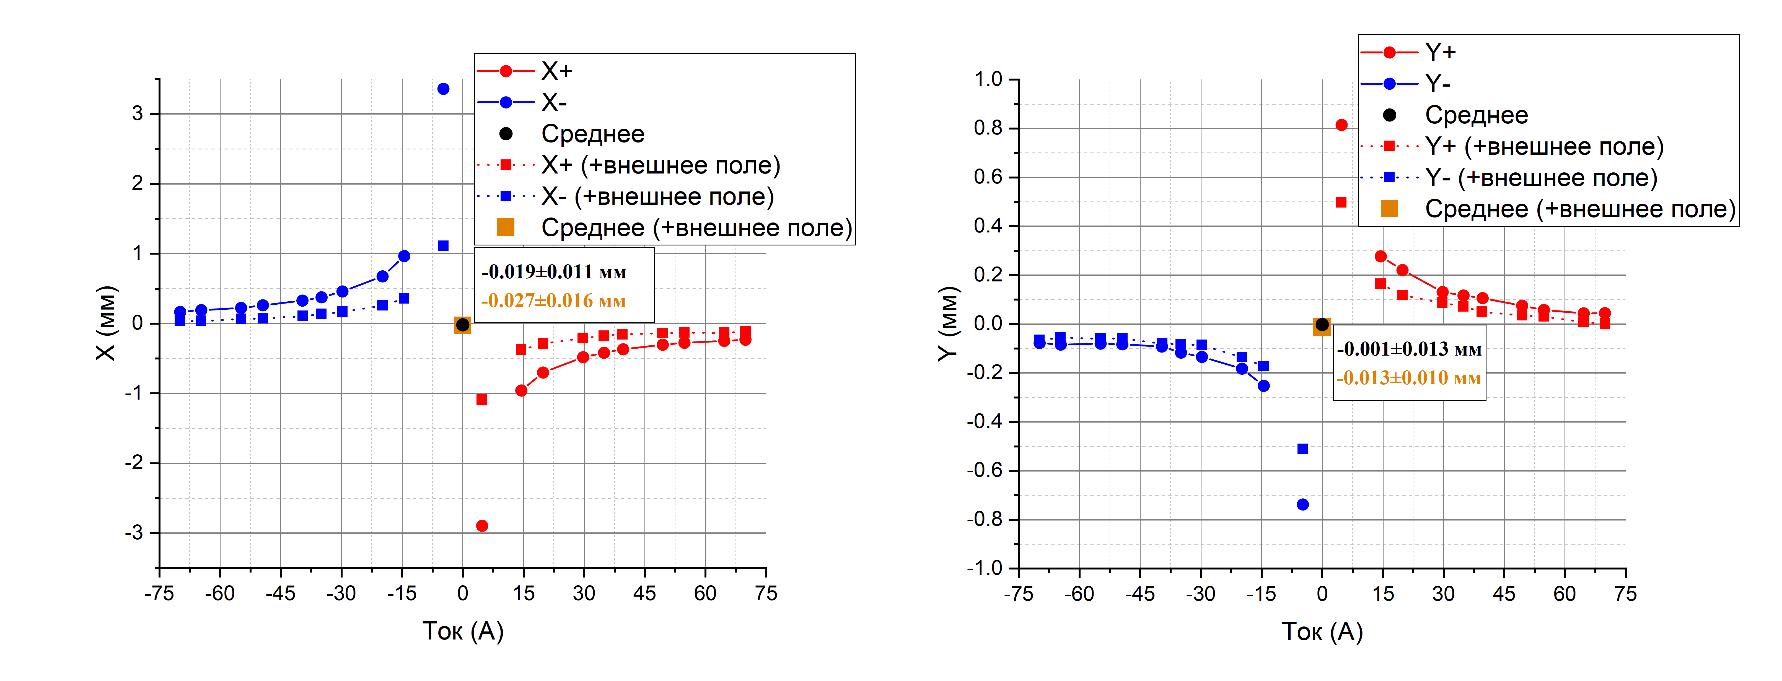 X+
X-
Среднее
X+ (+внешнее поле)
X- (+внешнее поле)
Среднее (+внешнее поле)
-0.019±0.011 мм
-0.027±0.016 мм
3
2
1
0
-1
-2
-3
X (мм)
-75 -60 -45 -30 -15 0 15 30 45 60 75
Ток (А)
Y+
Y-
Среднее
Y+ (+внешнее поле)
Y- (+внешнее поле)
Среднее (+внешнее поле)
-0.001±0.013 мм
-0.013±0.010 мм
1.0
0.8
0.6
0.4
0.2
0.0
-0.2
-0.4
-0.6
-0.8
-1.0
Y (мм)
-75 -60 -45 -30 -15 0 15 30 45 60 75
Ток (А)